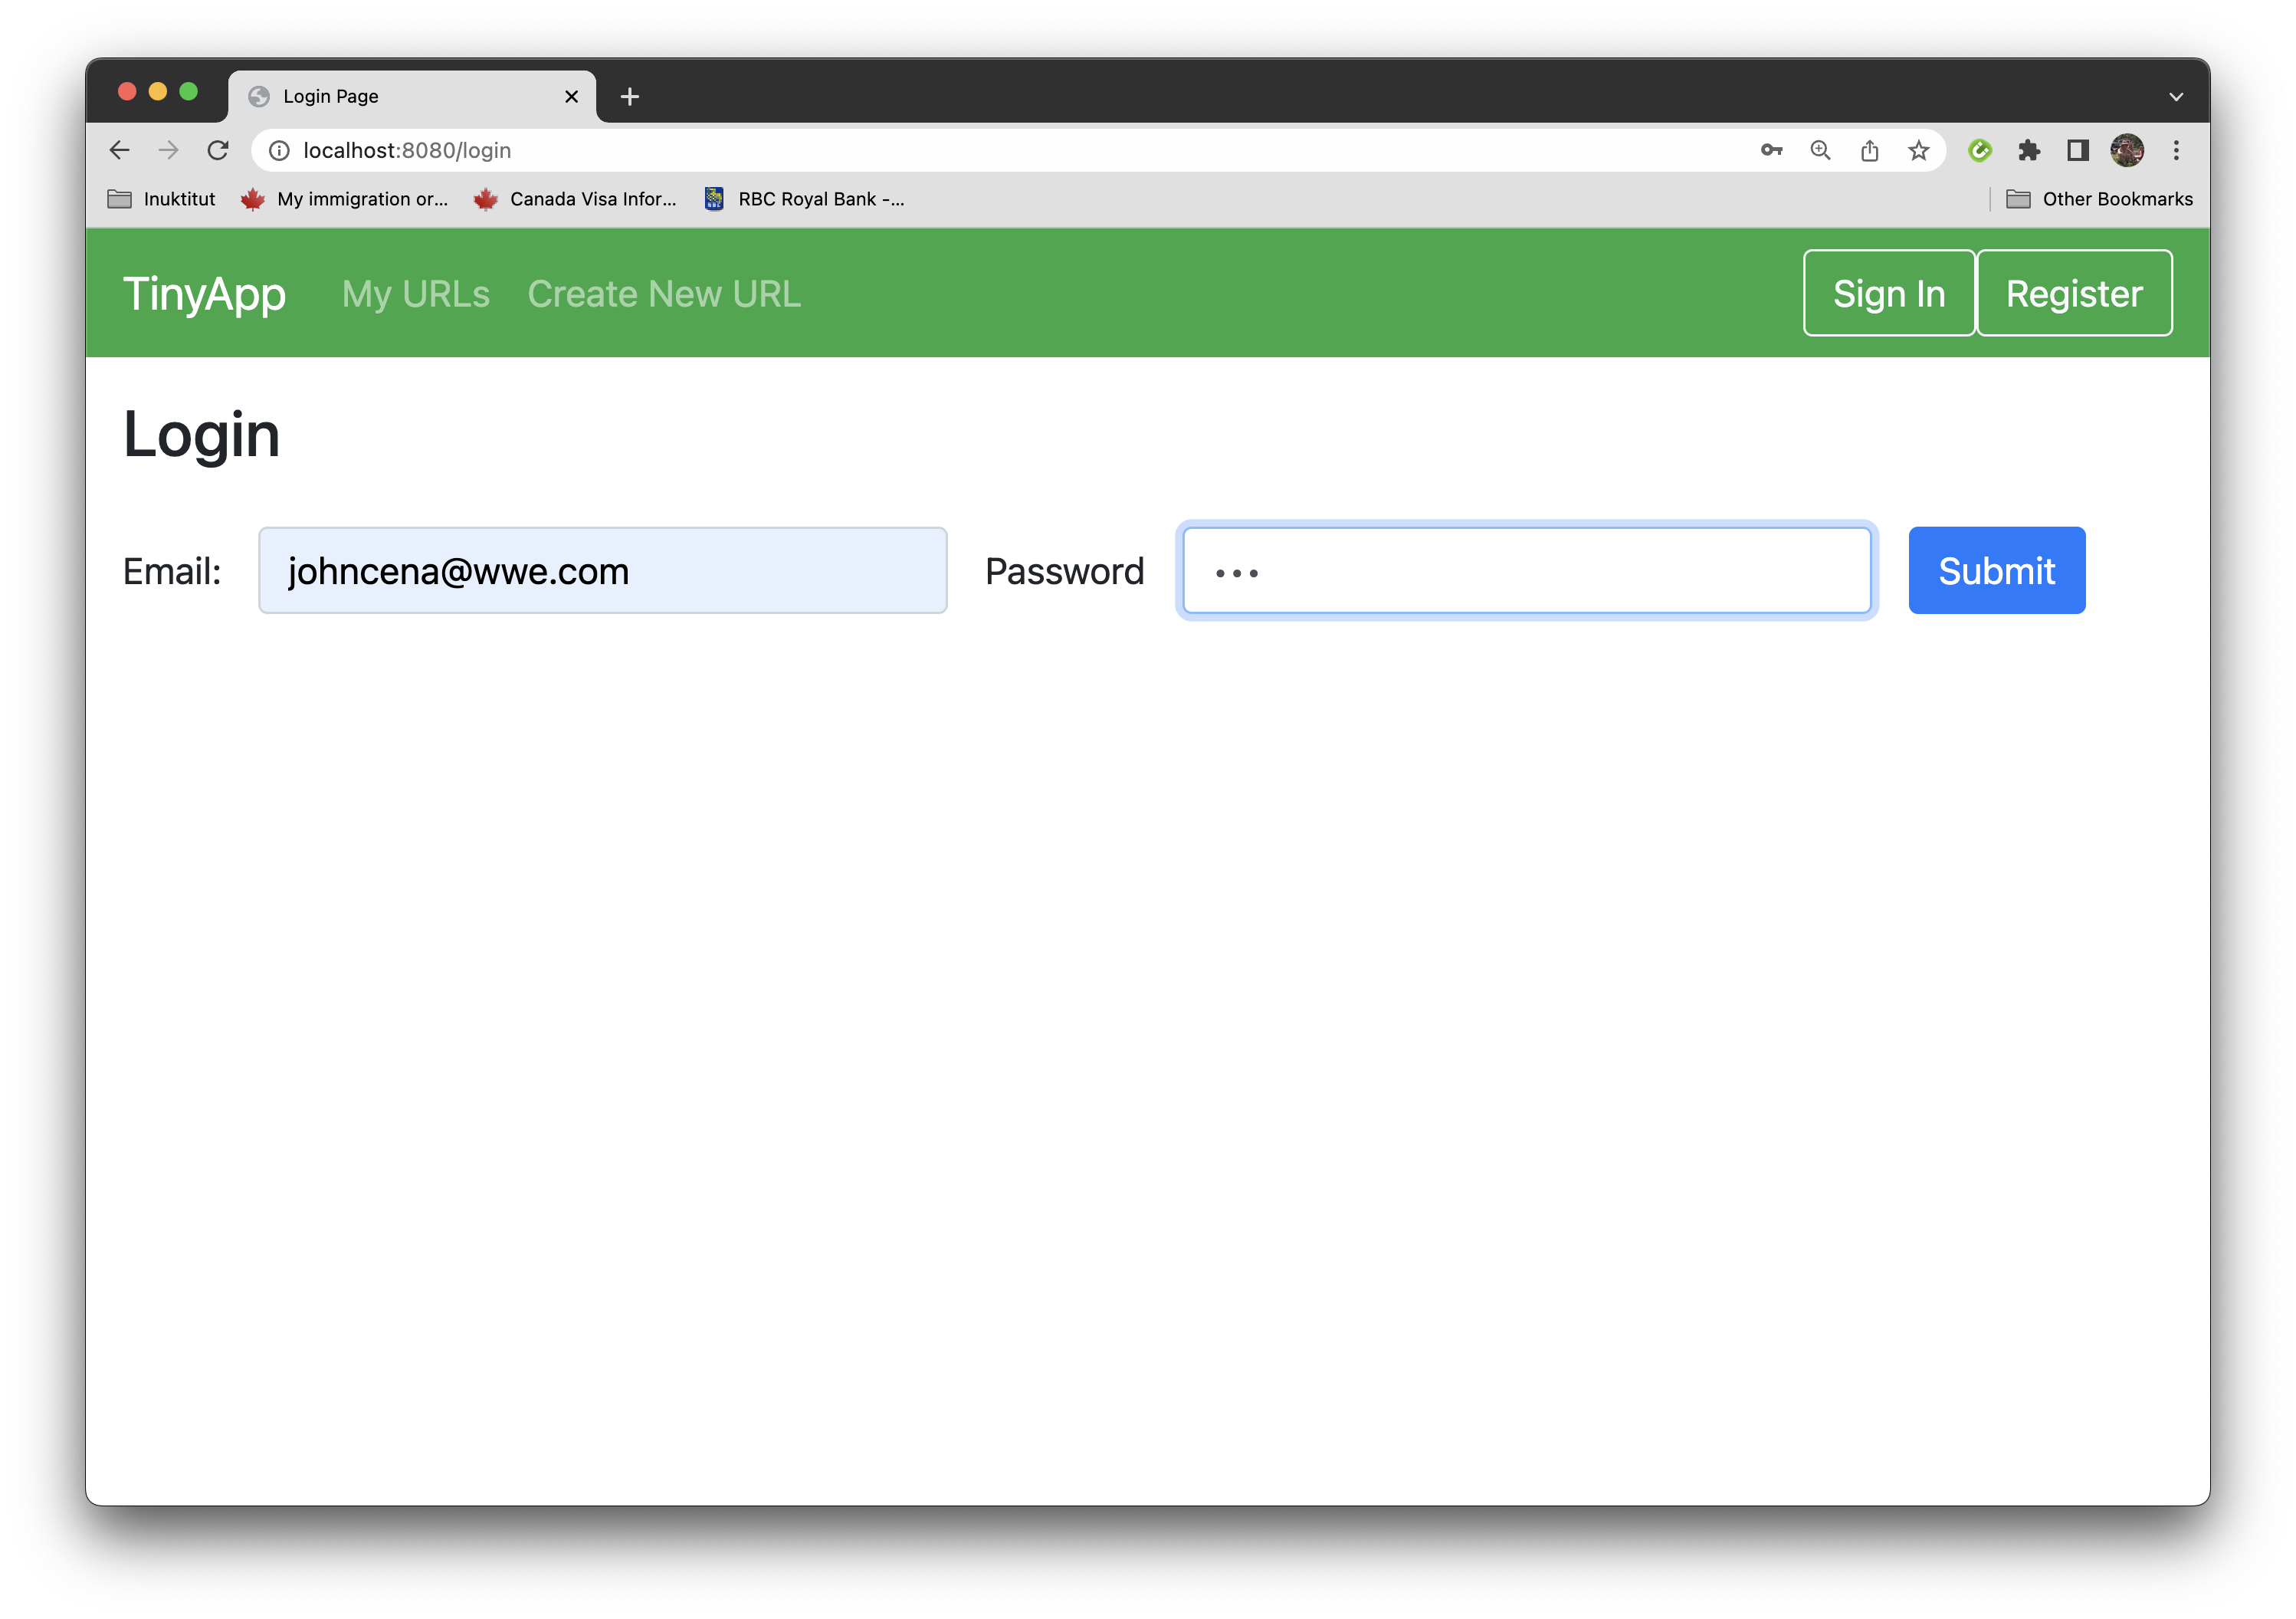 Login Page
localhost:8080/login
Inuktitut My immigration or... Canada Visa Infor... RBC Royal Bank -... Other Bookmarks
TinyApp My URLs Create New URL Sign In Register
Login
Email: johncena@wwe.com Password ••• Submit